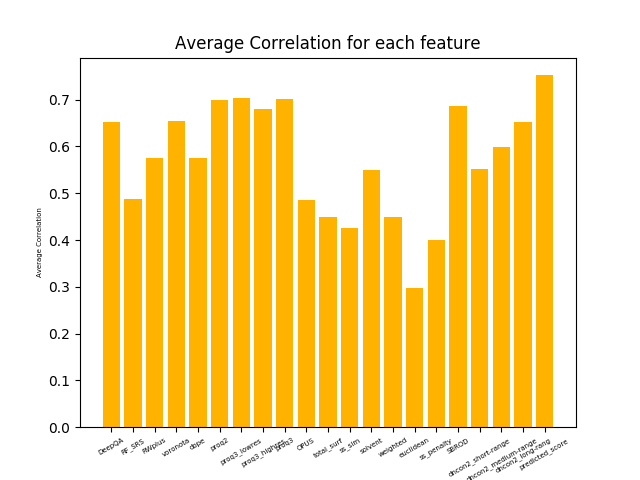 Average Correlation for each feature
Average Correlation
0.7
0.6
0.5
0.4
0.3
0.2
0.1
0.0
DeepQA
RF_SRS
RWplus
voronota
dope
proq2
proq3_lowres
proq3_highres
proq3
OPUS
total_surf
ss_sim
solvent
weighted
euclidean
ss_penalty
SBROD
dncon2_short-range
dncon2_medium-range
dncon2_long-rang
predicted_score